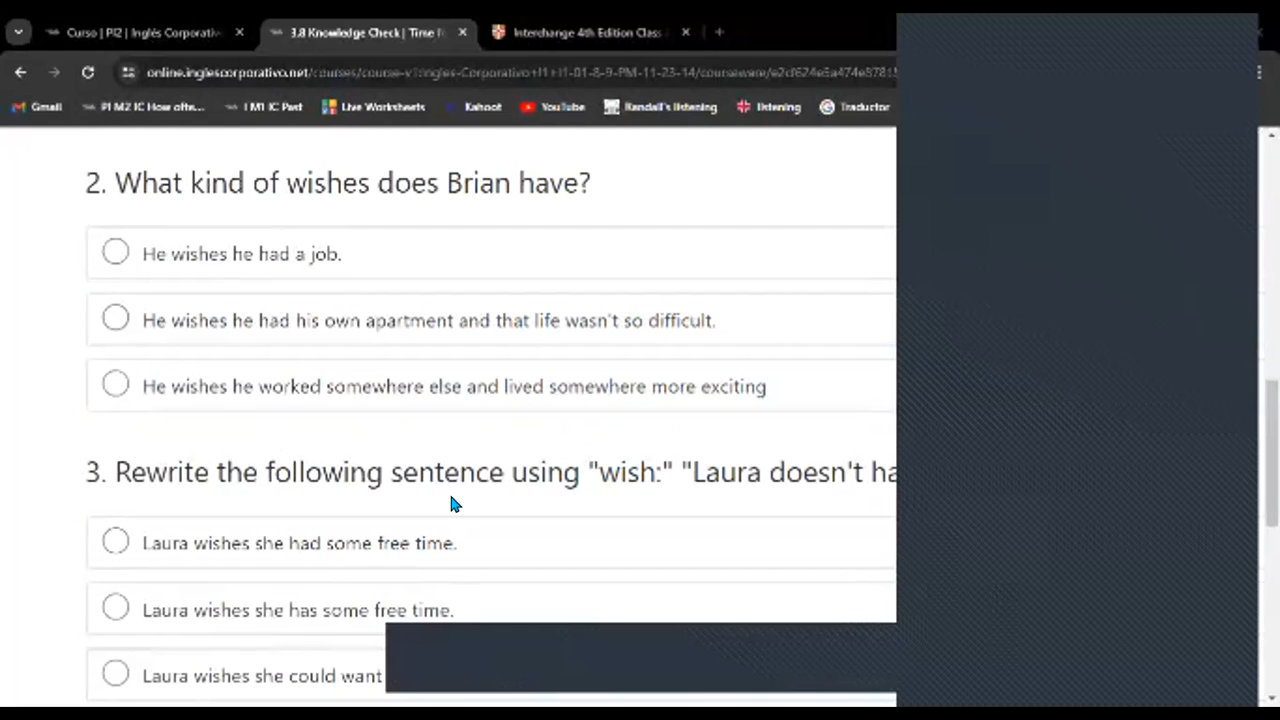 Curso | PI2 | Inglés Corporativ
3.8 Knowledge Check | Time
Interchange 4th Edition Class
online.inglescorporativo.net
Gmail
PI M2 IC How ofte...
I M1 IC Past
Live Worksheets
Kahoot
YouTube
Randall's listening
listening
Traductor
2. What kind of wishes does Brian have?
He wishes he had a job.
He wishes he had his own apartment and that life wasn't so difficult.
He wishes he worked somewhere else and lived somewhere more exciting
3. Rewrite the following sentence using "wish:" "Laura doesn't ha
Laura wishes she had some free time.
Laura wishes she has some free time.
Laura wishes she could want